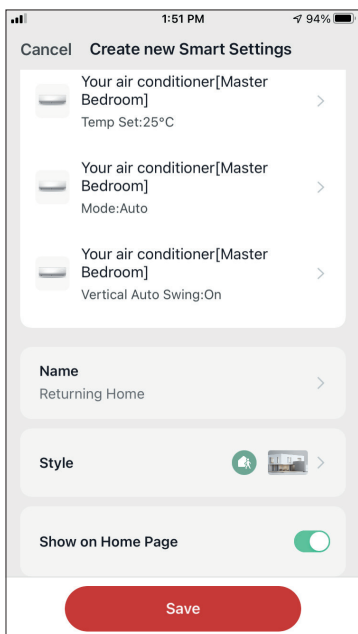 1:51 PM
94%
Cancel Create new Smart Settings
Your air conditioner[Master
Bedroom]
Temp Set:25°C
Your air conditioner[Master
Bedroom]
Mode:Auto
Your air conditioner[Master
Bedroom]
Vertical Auto Swing:On
Name
Returning Home
Style
Show on Home Page
Save